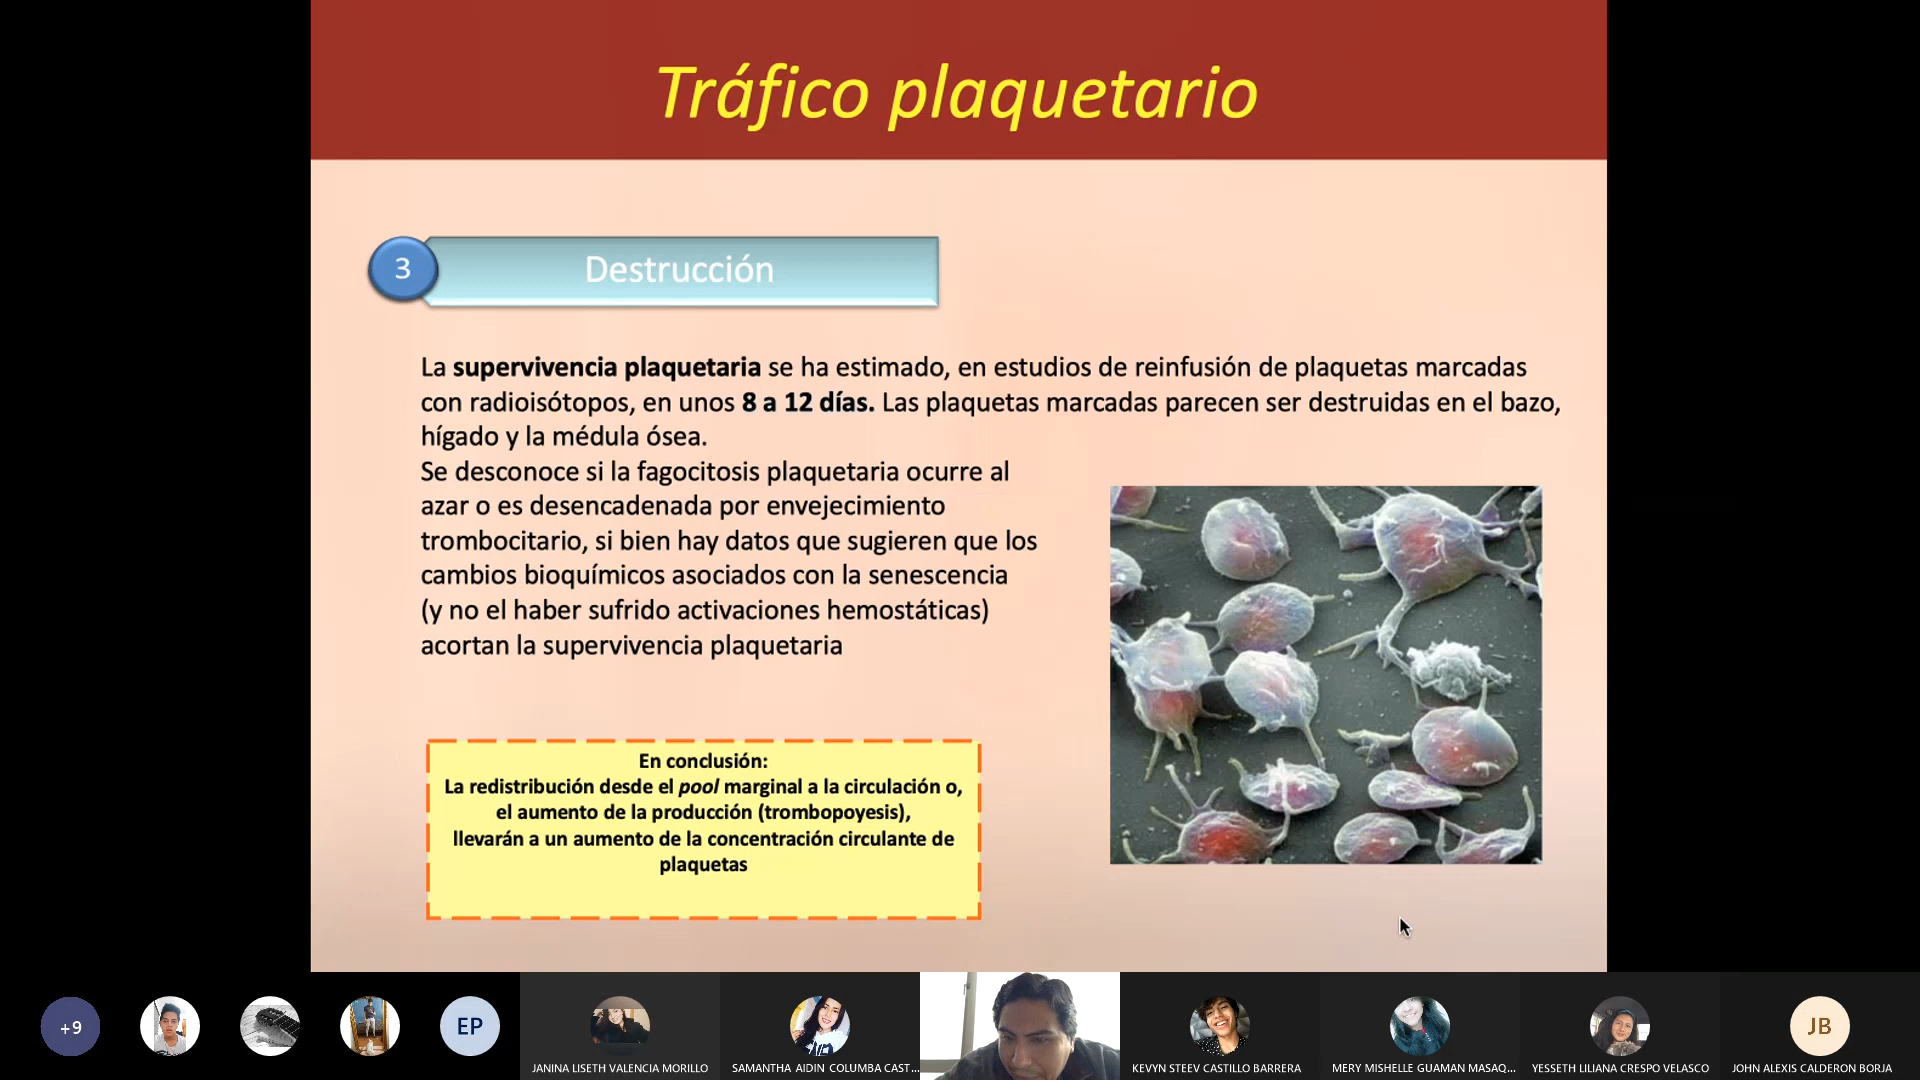 Tráfico plaquetario
3
Destrucción
La supervivencia plaquetaria se ha estimado, en estudios de reinfusión de plaquetas marcadas
con radioisótopos, en unos 8 a 12 días. Las plaquetas marcadas parecen ser destruidas en el bazo,
hígado y la médula ósea.
Se desconoce si la fagocitosis plaquetaria ocurre al
azar o es desencadenada por envejecimiento
trombocitario, si bien hay datos que sugieren que los
cambios bioquímicos asociados con la senescencia
(y no el haber sufrido activaciones hemostáticas)
acortan la supervivencia plaquetaria
En conclusión:
La redistribución desde el pool marginal a la circulación o,
el aumento de la producción (trombopoyesis),
llevarán a un aumento de la concentración circulante de
plaquetas
+9
EP
JANINA LISETH VALENCIA MORILLO
SAMANTHA AIDIN COLUMBA CAST...
KEVYN STEEV CASTILLO BARRERA
MERY MISHELLE GUAMAN MASAQ...
YESSETH LILIANA CRESPO VELASCO
JB
JOHN ALEXIS CALDERON BORJA